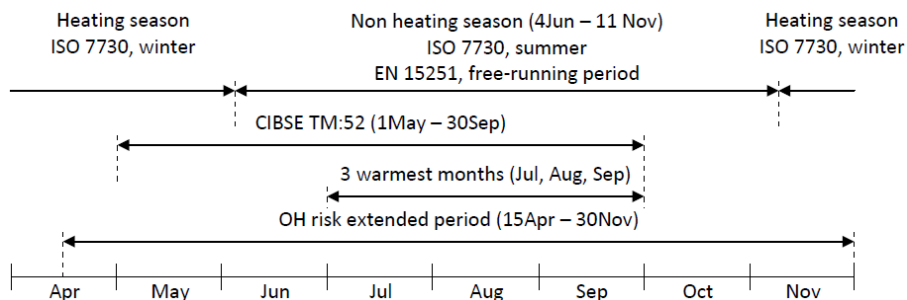 Heating season
ISO 7730, winter
Non heating season (4Jun – 11 Nov)
ISO 7730, summer
EN 15251, free-running period
Heating season
ISO 7730, winter
CIBSE TM:52 (1May – 30Sep)
3 warmest months (Jul, Aug, Sep)
OH risk extended period (15Apr – 30Nov)
Apr May Jun Jul Aug Sep Oct Nov